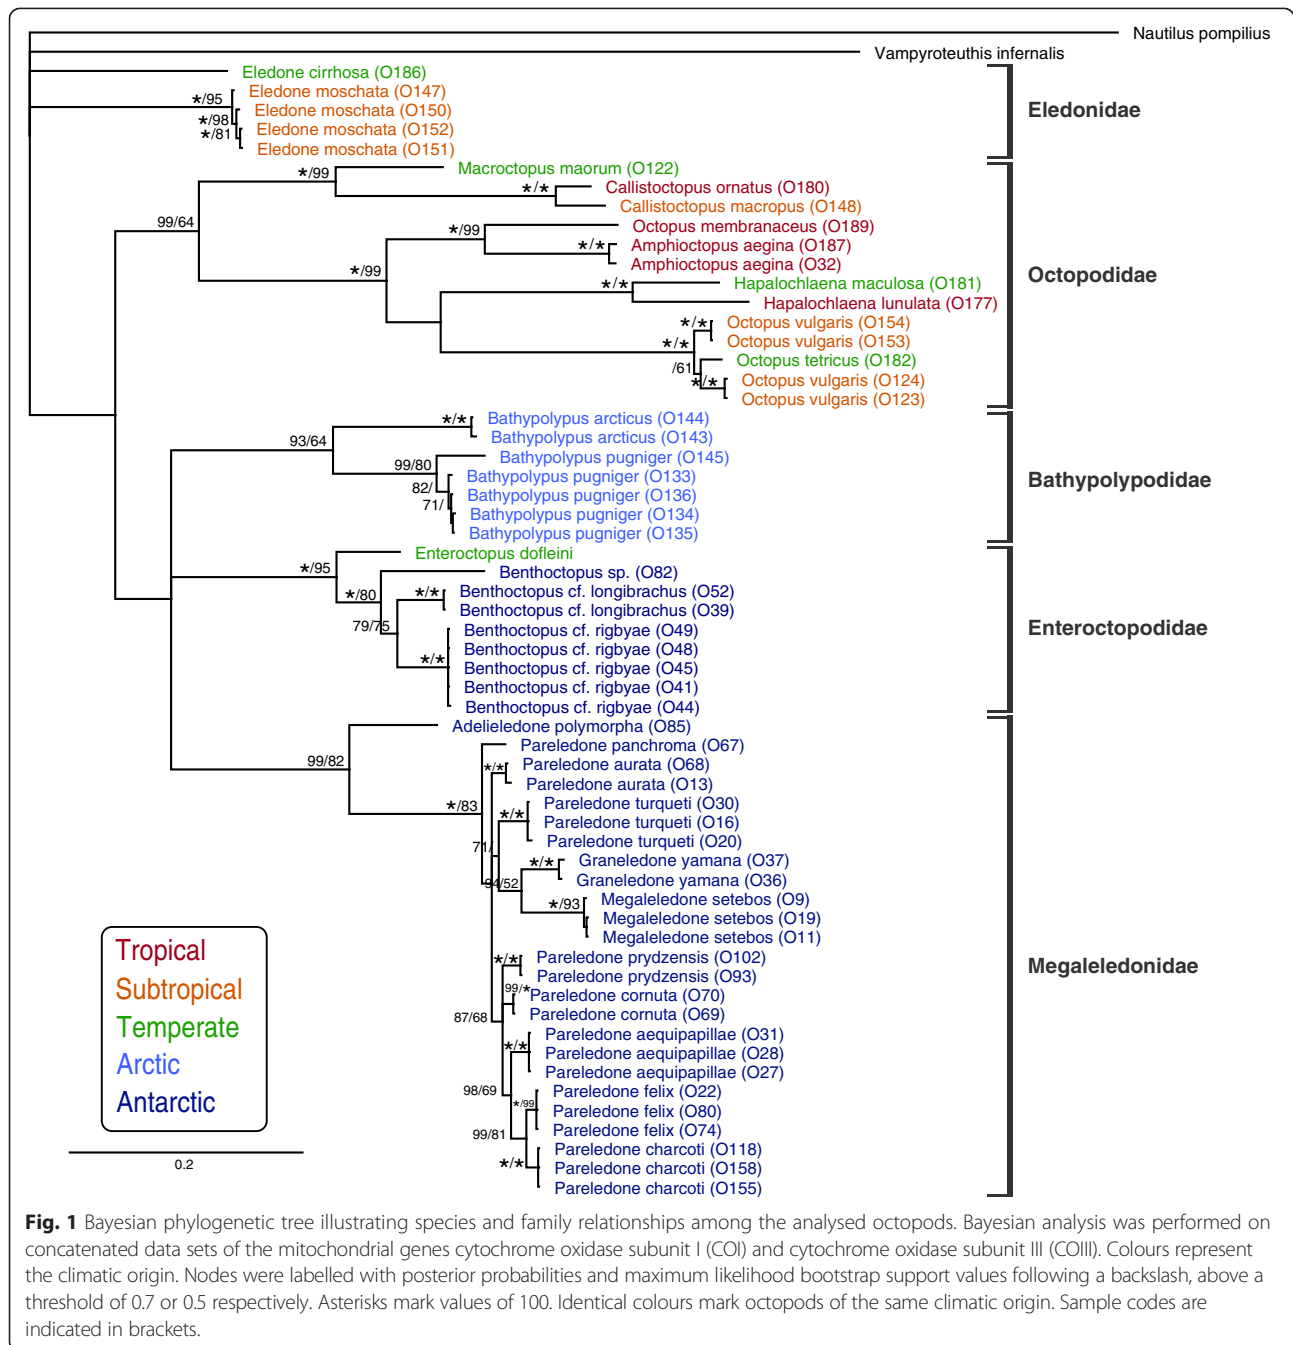 Nautilus pompilius
Vampyroteuthis infernalis
Eledone cirrhosa (O186)
Eledone moschata (O147)
*/95
Eledone moschata (O150)
*/98
Eledone moschata (O152)
*/81
Eledone moschata (O151)
Eledonidae
Macroctopus maorum (O122)
*/99
Callistoctopus ornatus (O180)
*/*
Callistoctopus macropus (O148)
99/64
Octopus membranaceus (O189)
*/99
Amphioctopus aegina (O187)
*/*
Amphioctopus aegina (O32)
*/99
Octopodidae
Hapalochlaena maculosa (O181)
*/*
Hapalochlaena lunulata (O177)
Octopus vulgaris (O154)
*/*
Octopus vulgaris (O153)
*/*
Octopus tetricus (O182)
/61
Octopus vulgaris (O124)
*/*
Octopus vulgaris (O123)
Bathypolypus arcticus (O144)
*/*
Bathypolypus arcticus (O143)
93/64
Bathypolypus pugniger (O145)
99/80
Bathypolypus pugniger (O133)
82/
Bathypolypus pugniger (O136)
71/
Bathypolypus pugniger (O134)
Bathypolypus pugniger (O135)
Bathypolypodidae
Enteroctopus dofleini
*/95
Benthoctopus sp. (O82)
*/80
Benthoctopus cf. longibrachus (O52)
*/*
Benthoctopus cf. longibrachus (O39)
79/75
Benthoctopus cf. rigbyae (O49)
Benthoctopus cf. rigbyae (O48)
*/*
Benthoctopus cf. rigbyae (O45)
Benthoctopus cf. rigbyae (O41)
Benthoctopus cf. rigbyae (O44)
Enteroctopodidae
Adelieledone polymorpha (O85)
99/82
Pareledone panchroma (O67)
*/83
Pareledone aurata (O68)
*/*
Pareledone aurata (O13)
Pareledone turqueti (O30)
*/*
Pareledone turqueti (O16)
Pareledone turqueti (O20)
71/
Graneledone yamana (O37)
*/*
Graneledone yamana (O36)
94/52
Megaleledone setebos (O9)
*/93
Megaleledone setebos (O19)
Megaleledone setebos (O11)
Megaleledonidae
Pareledone prydzensis (O102)
*/*
Pareledone prydzensis (O93)
99/*
Pareledone cornuta (O70)
Pareledone cornuta (O69)
87/68
Pareledone aequipapillae (O31)
*/*
Pareledone aequipapillae (O28)
Pareledone aequipapillae (O27)
98/69
Pareledone felix (O22)
*/99
Pareledone felix (O80)
Pareledone felix (O74)
99/81
Pareledone charcoti (O118)
*/*
Pareledone charcoti (O158)
Pareledone charcoti (O155)
Tropical
Subtropical
Temperate
Arctic
Antarctic
0.2
Fig. 1 Bayesian phylogenetic tree illustrating species and family relationships among the analysed octopods. Bayesian analysis was performed on
concatenated data sets of the mitochondrial genes cytochrome oxidase subunit I (COI) and cytochrome oxidase subunit III (COIII). Colours represent
the climatic origin. Nodes were labelled with posterior probabilities and maximum likelihood bootstrap support values following a backslash, above a
threshold of 0.7 or 0.5 respectively. Asterisks mark values of 100. Identical colours mark octopods of the same climatic origin. Sample codes are
indicated in brackets.